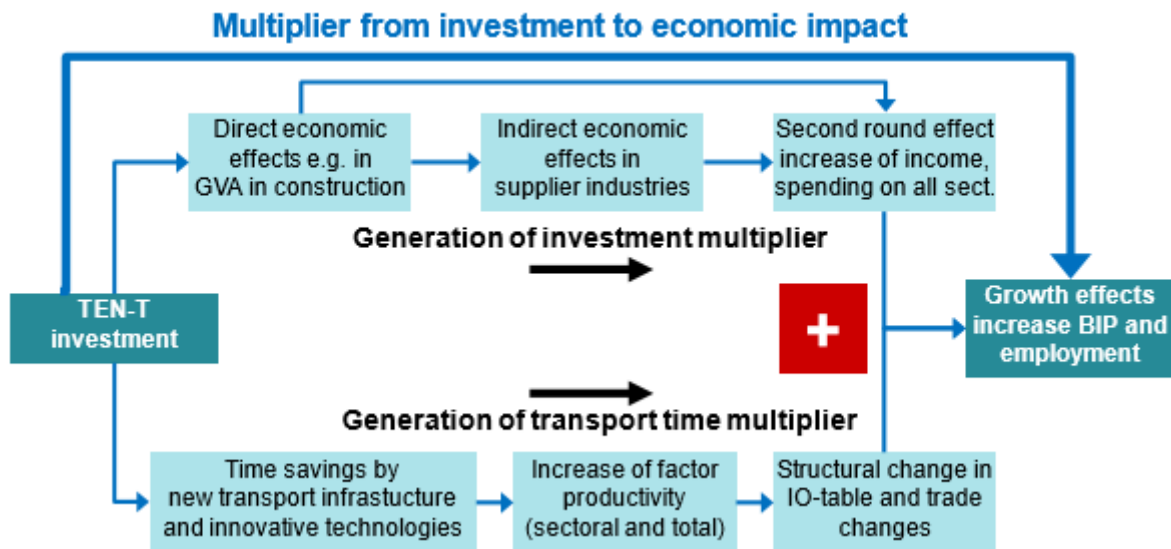 Multiplier from investment to economic impact
Direct economic
effects e.g. in
GVA in construction
Indirect economic
effects in
supplier industries
Second round effect
increase of income,
spending on all sect.
Generation of investment multiplier
TEN-T
investment
+
Growth effects
increase BIP and
employment
Generation of transport time multiplier
Time savings by
new transport infrastucture
and innovative technologies
Increase of factor
productivity
(sectoral and total)
Structural change in
IO-table and trade
changes